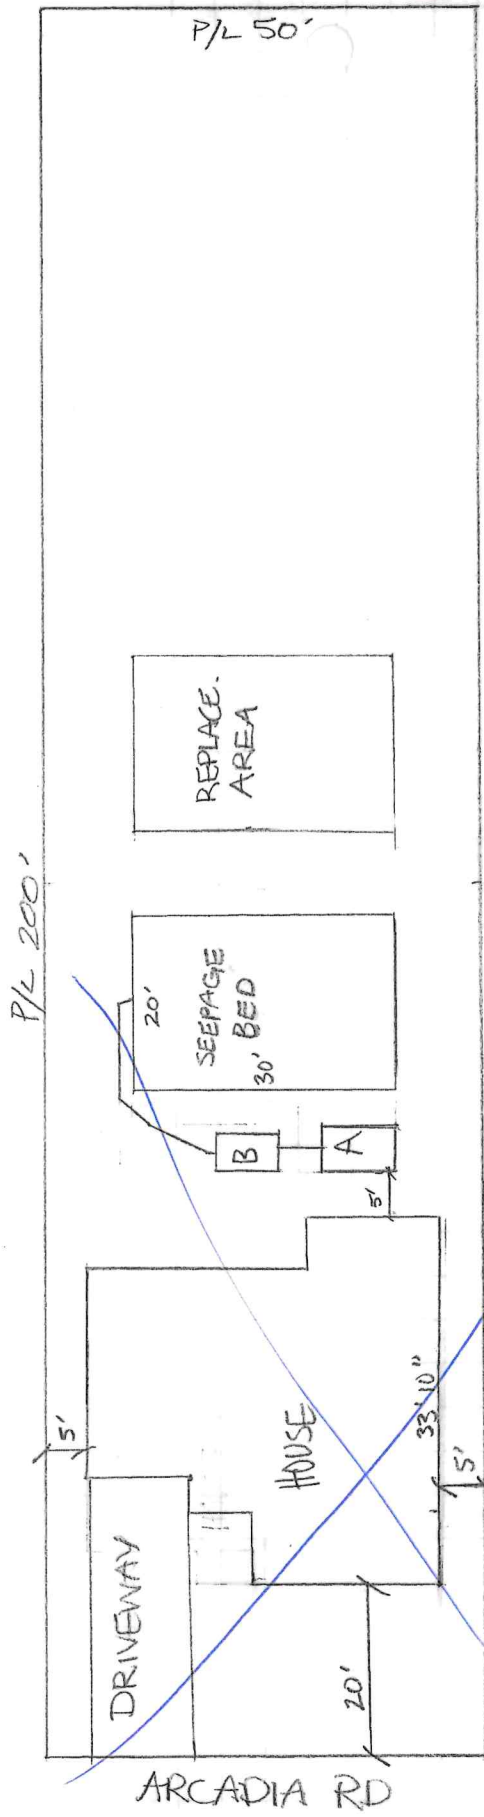 P/L 50'
P/L 200'
REPLACE.
AREA
20'
SEEPAGE
BED
30'
B
A
5'
5'
HOUSE
33'10"
5'
DRIVEWAY
20'
ARCADIA RD